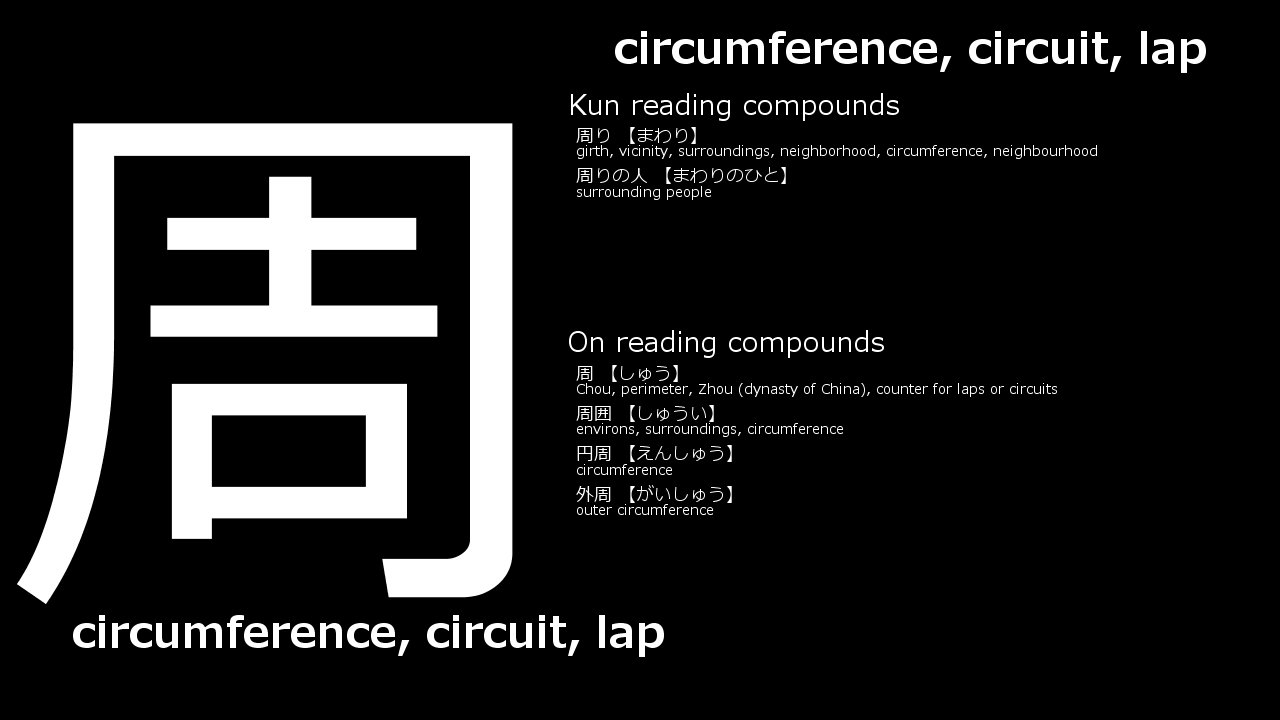 周
circumference, circuit, lap
circumference, circuit, lap
Kun reading compounds
周り 【まわり】
girth, vicinity, surroundings, neighborhood, circumference, neighbourhood
周りの人 【まわりのひと】
surrounding people
On reading compounds
周 【しゅう】
Chou, perimeter, Zhou (dynasty of China), counter for laps or circuits
周囲 【しゅうい】
environs, surroundings, circumference
円周 【えんしゅう】
circumference
外周 【がいしゅう】
outer circumference